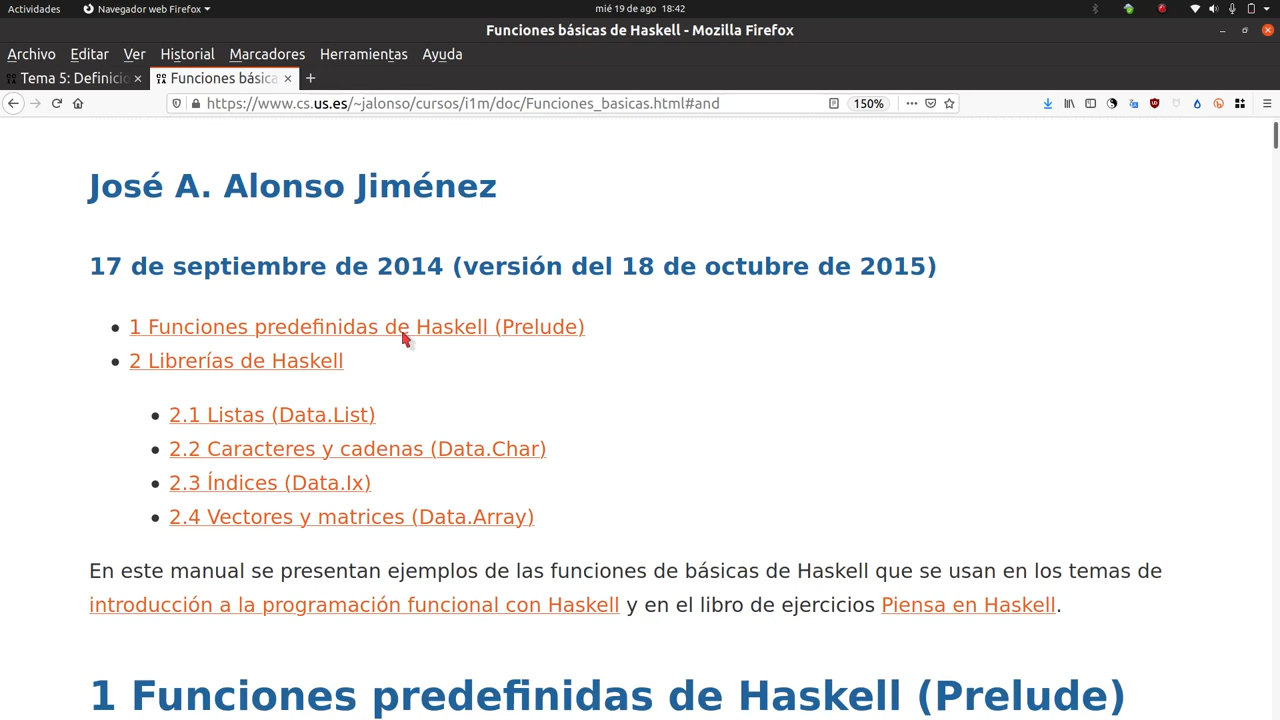 Actividades
Navegador web Firefox
mié 19 de ago 18:42
Funciones básicas de Haskell - Mozilla Firefox
Archivo Editar Ver Historial Marcadores Herramientas Ayuda
Tema 5: Definicio
Funciones básica
https://www.cs.us.es/~jalonso/cursos/i1m/doc/Funciones_basicas.html#and
150%
José A. Alonso Jiménez
17 de septiembre de 2014 (versión del 18 de octubre de 2015)
1 Funciones predefinidas de Haskell (Prelude)
2 Librerías de Haskell
2.1 Listas (Data.List)
2.2 Caracteres y cadenas (Data.Char)
2.3 Índices (Data.Ix)
2.4 Vectores y matrices (Data.Array)
En este manual se presentan ejemplos de las funciones de básicas de Haskell que se usan en los temas de
introducción a la programación funcional con Haskell y en el libro de ejercicios Piensa en Haskell.
1 Funciones predefinidas de Haskell (Prelude)